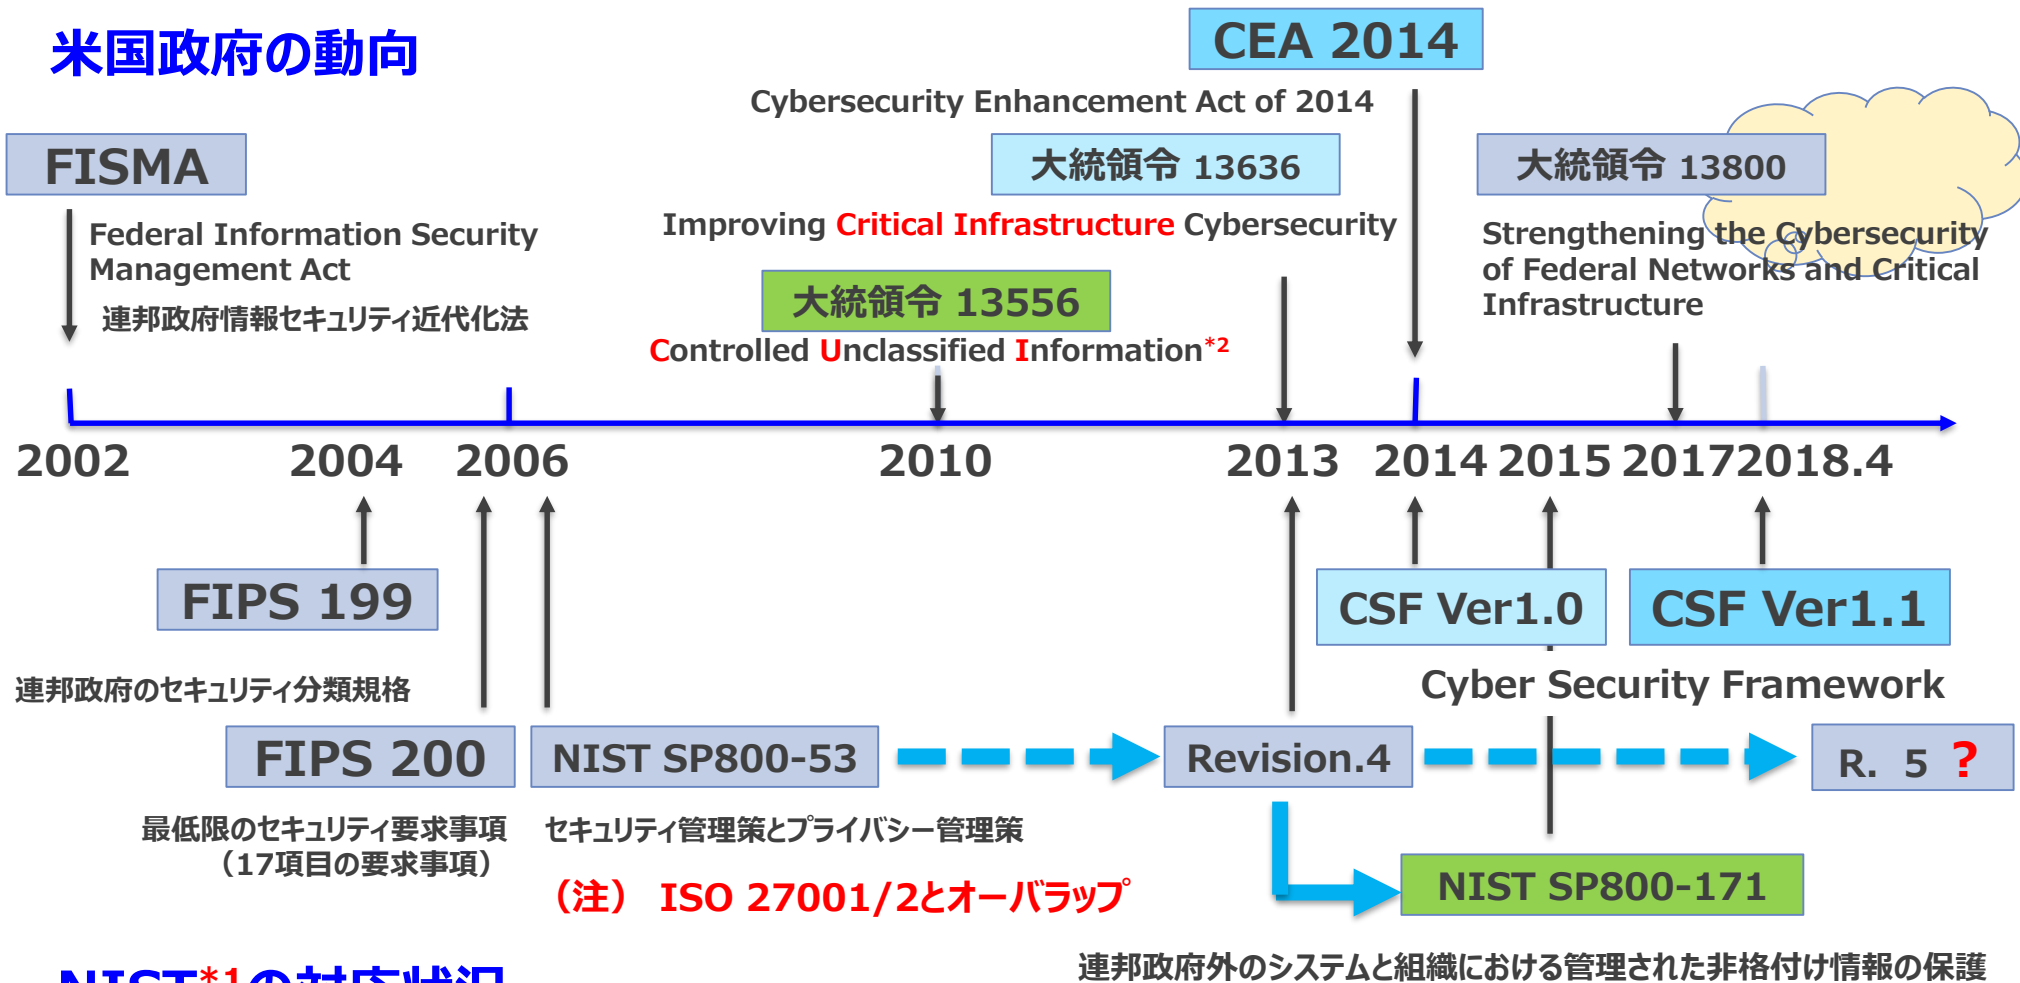 米国政府の動向
CEA 2014
Cybersecurity Enhancement Act of 2014
FISMA
大統領令 13636
大統領令 13800
Federal Information Security
Management Act
連邦政府情報セキュリティ近代化法
Improving Critical Infrastructure Cybersecurity
Strengthening the Cybersecurity
of Federal Networks and Critical
Infrastructure
大統領令 13556
Controlled Unclassified Information*2
2002 2004 2006 2010 2013 2014 2015 2017 2018.4
FIPS 199
CSF Ver1.0
CSF Ver1.1
連邦政府のセキュリティ分類規格
Cyber Security Framework
FIPS 200
NIST SP800-53
Revision.4
R. 5 ?
最低限のセキュリティ要求事項
（17項目の要求事項）
セキュリティ管理策とプライバシー管理策
（注） ISO 27001/2とオーバラップ
NIST SP800-171
連邦政府外のシステムと組織における管理された非格付け情報の保護
NIST*1の対応状況